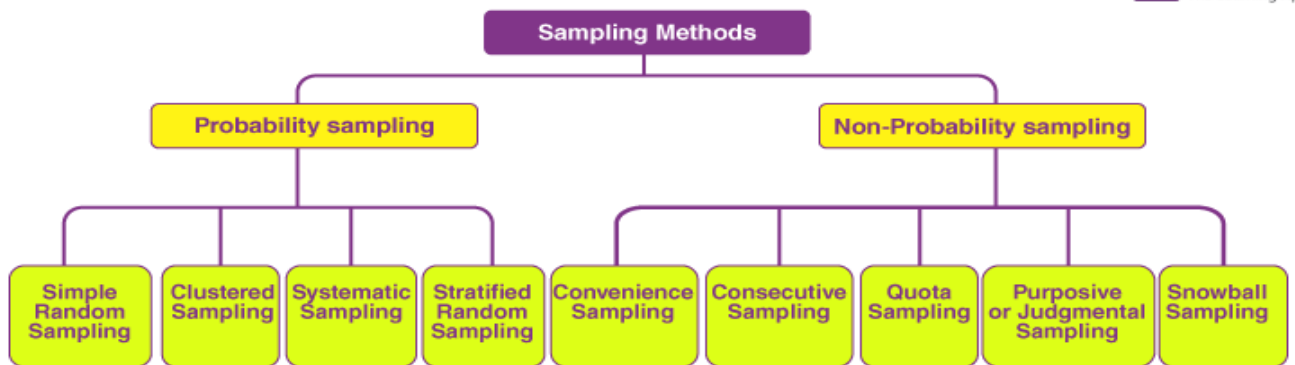 Sampling Methods
Probability sampling
Non-Probability sampling
Simple
Random
Sampling
Clustered
Sampling
Systematic
Sampling
Stratified
Random
Sampling
Convenience
Sampling
Consecutive
Sampling
Quota
Sampling
Purposive
or Judgmental
Sampling
Snowball
Sampling